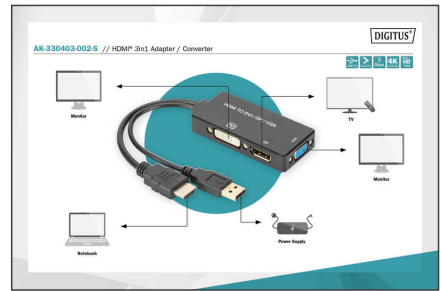 DIGITUS®
AK-330403-002-S // HDMI® 3in1 Adapter / Converter
4K
HD
Monitor
HDMI TO DVI / DP / VGA
TV
Monitor
Notebook
Power Supply